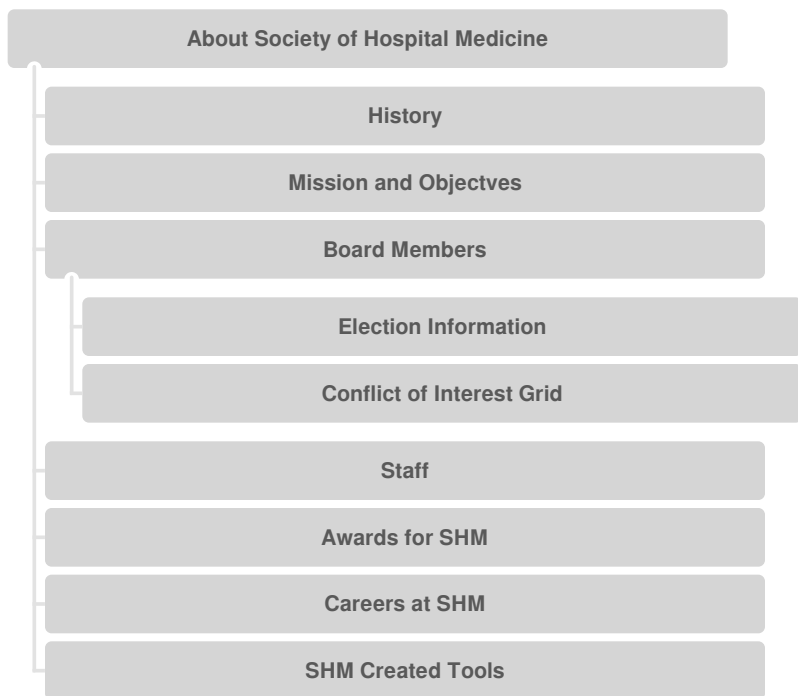 About Society of Hospital Medicine
History
Mission and Objectves
Board Members
Election Information
Conflict of Interest Grid
Staff
Awards for SHM
Careers at SHM
SHM Created Tools